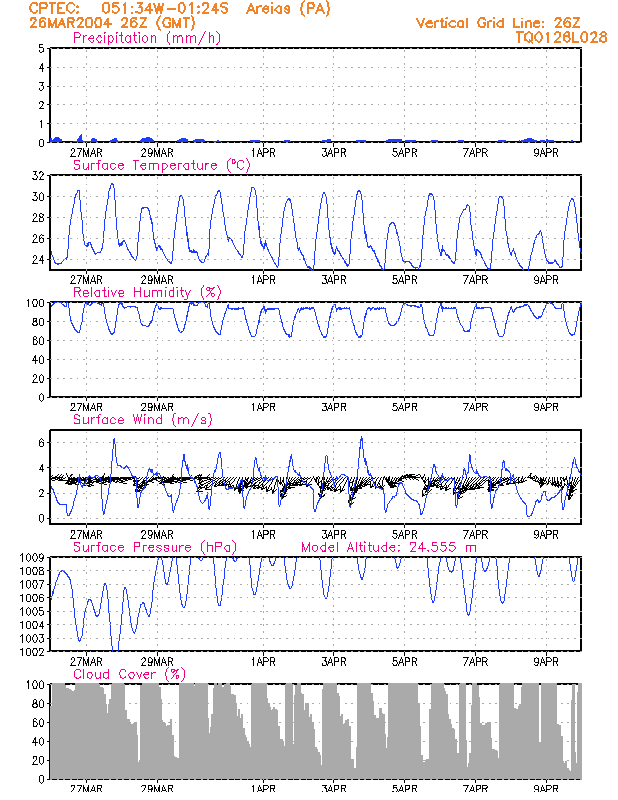 CPTEC: 051:34W-01:24S Areias (PA)
26MAR2004 26Z (GMT) Vertical Grid Line: 26Z
Precipitation (mm/h) TQ0126L028
5
4
3
2
1
0
27MAR 29MAR 1APR 3APR 5APR 7APR 9APR
Surface Temperature (°C)
32
30
28
26
24
27MAR 29MAR 1APR 3APR 5APR 7APR 9APR
Relative Humidity (%)
100
80
60
40
20
0
27MAR 29MAR 1APR 3APR 5APR 7APR 9APR
Surface Wind (m/s)
6
4
2
0
27MAR 29MAR 1APR 3APR 5APR 7APR 9APR
Surface Pressure (hPa) Model Altitude: 24.555 m
1009
1008
1007
1006
1005
1004
1003
1002
27MAR 29MAR 1APR 3APR 5APR 7APR 9APR
Cloud Cover (%)
100
80
60
40
20
0
27MAR 29MAR 1APR 3APR 5APR 7APR 9APR